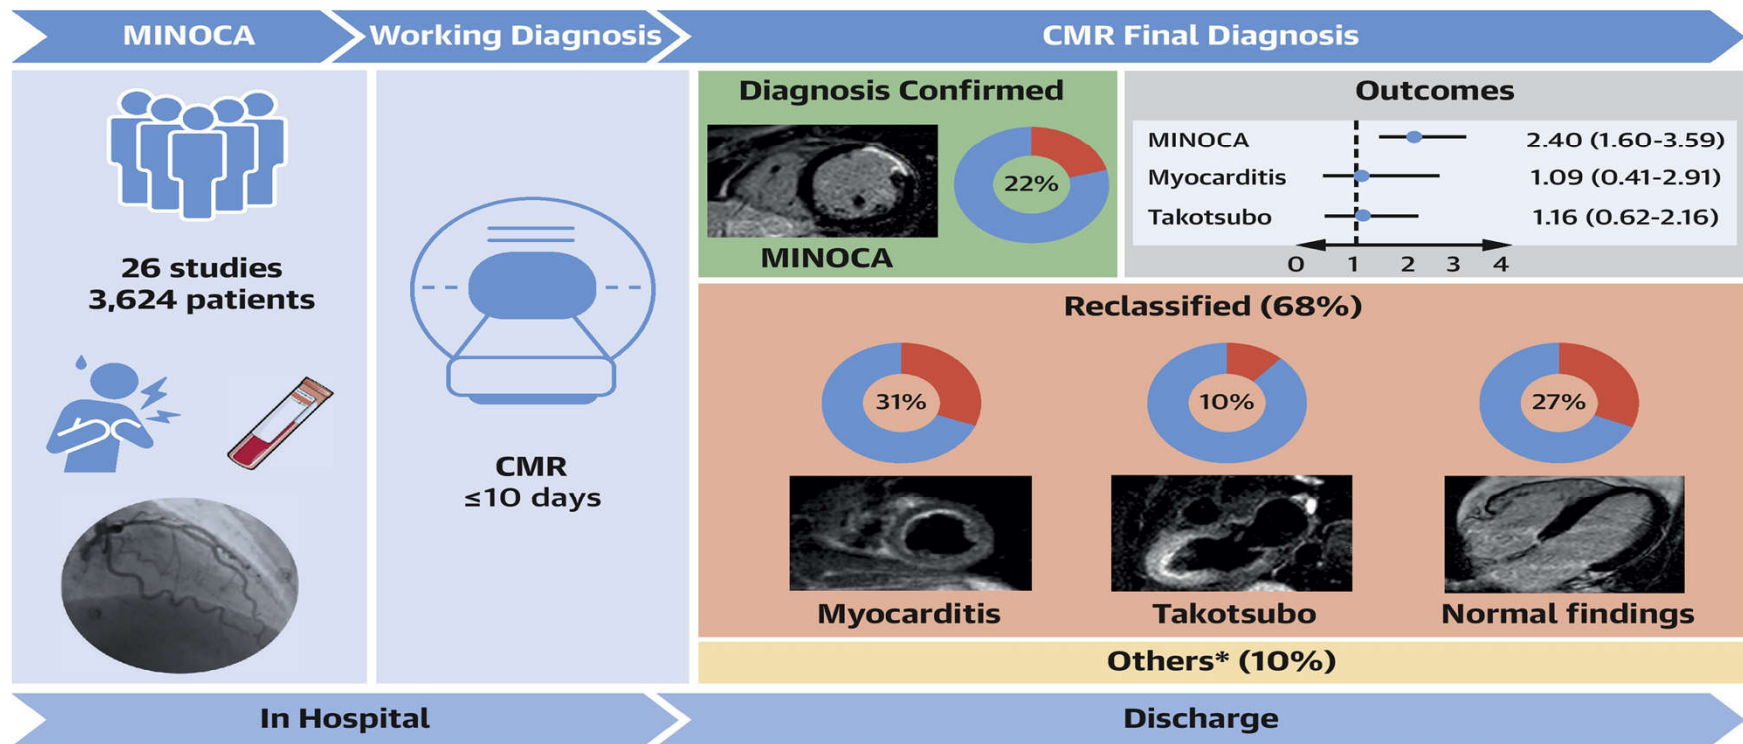 MINOCA
Working Diagnosis
CMR Final Diagnosis
26 studies
3,624 patients
CMR
≤10 days
Diagnosis Confirmed
22%
MINOCA
Outcomes
MINOCA 2.40 (1.60-3.59)
Myocarditis 1.09 (0.41-2.91)
Takotsubo 1.16 (0.62-2.16)
0 1 2 3 4
Reclassified (68%)
31% 10% 27%
Myocarditis Takotsubo Normal findings
Others* (10%)
In Hospital
Discharge